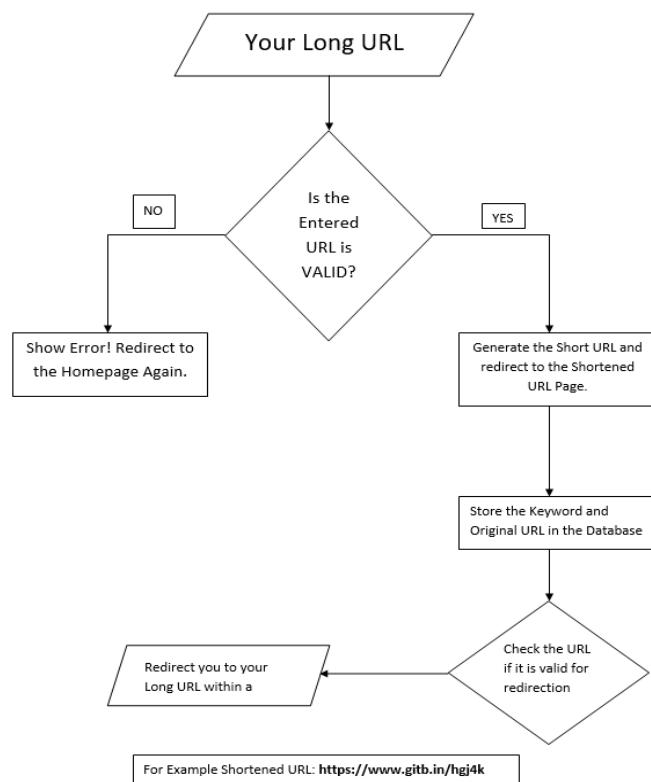 Your Long URL
Is the
Entered
URL is
VALID?
NO
YES
Show Error! Redirect to
the Homepage Again.
Generate the Short URL and
redirect to the Shortened
URL Page.
Store the Keyword and
Original URL in the Database
Check the URL
if it is valid for
redirection
Redirect you to your
Long URL within a
For Example Shortened URL: https://www.gitb.in/hgj4k